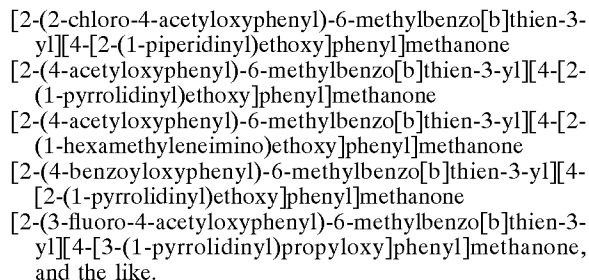 [2-(2-chloro-4-acetyloxyphenyl)-6-methylbenzo[b]thien-3-
yl][4-[2-(1-piperidinyl)ethoxy]phenyl]methanone
[2-(4-acetyloxyphenyl)-6-methylbenzo[b]thien-3-yl][4-[2-
(1-pyrrolidinyl)ethoxy]phenyl]methanone
[2-(4-acetyloxyphenyl)-6-methylbenzo[b]thien-3-yl][4-[2-
(1-hexamethyleneimino)ethoxy]phenyl]methanone
[2-(4-benzoyloxyphenyl)-6-methylbenzo[b]thien-3-yl][4-
[2-(1-pyrrolidinyl)ethoxy]phenyl]methanone
[2-(3-fluoro-4-acetyloxyphenyl)-6-methylbenzo[b]thien-3-
yl][4-[3-(1-pyrrolidinyl)propyloxy]phenyl]methanone,
and the like.